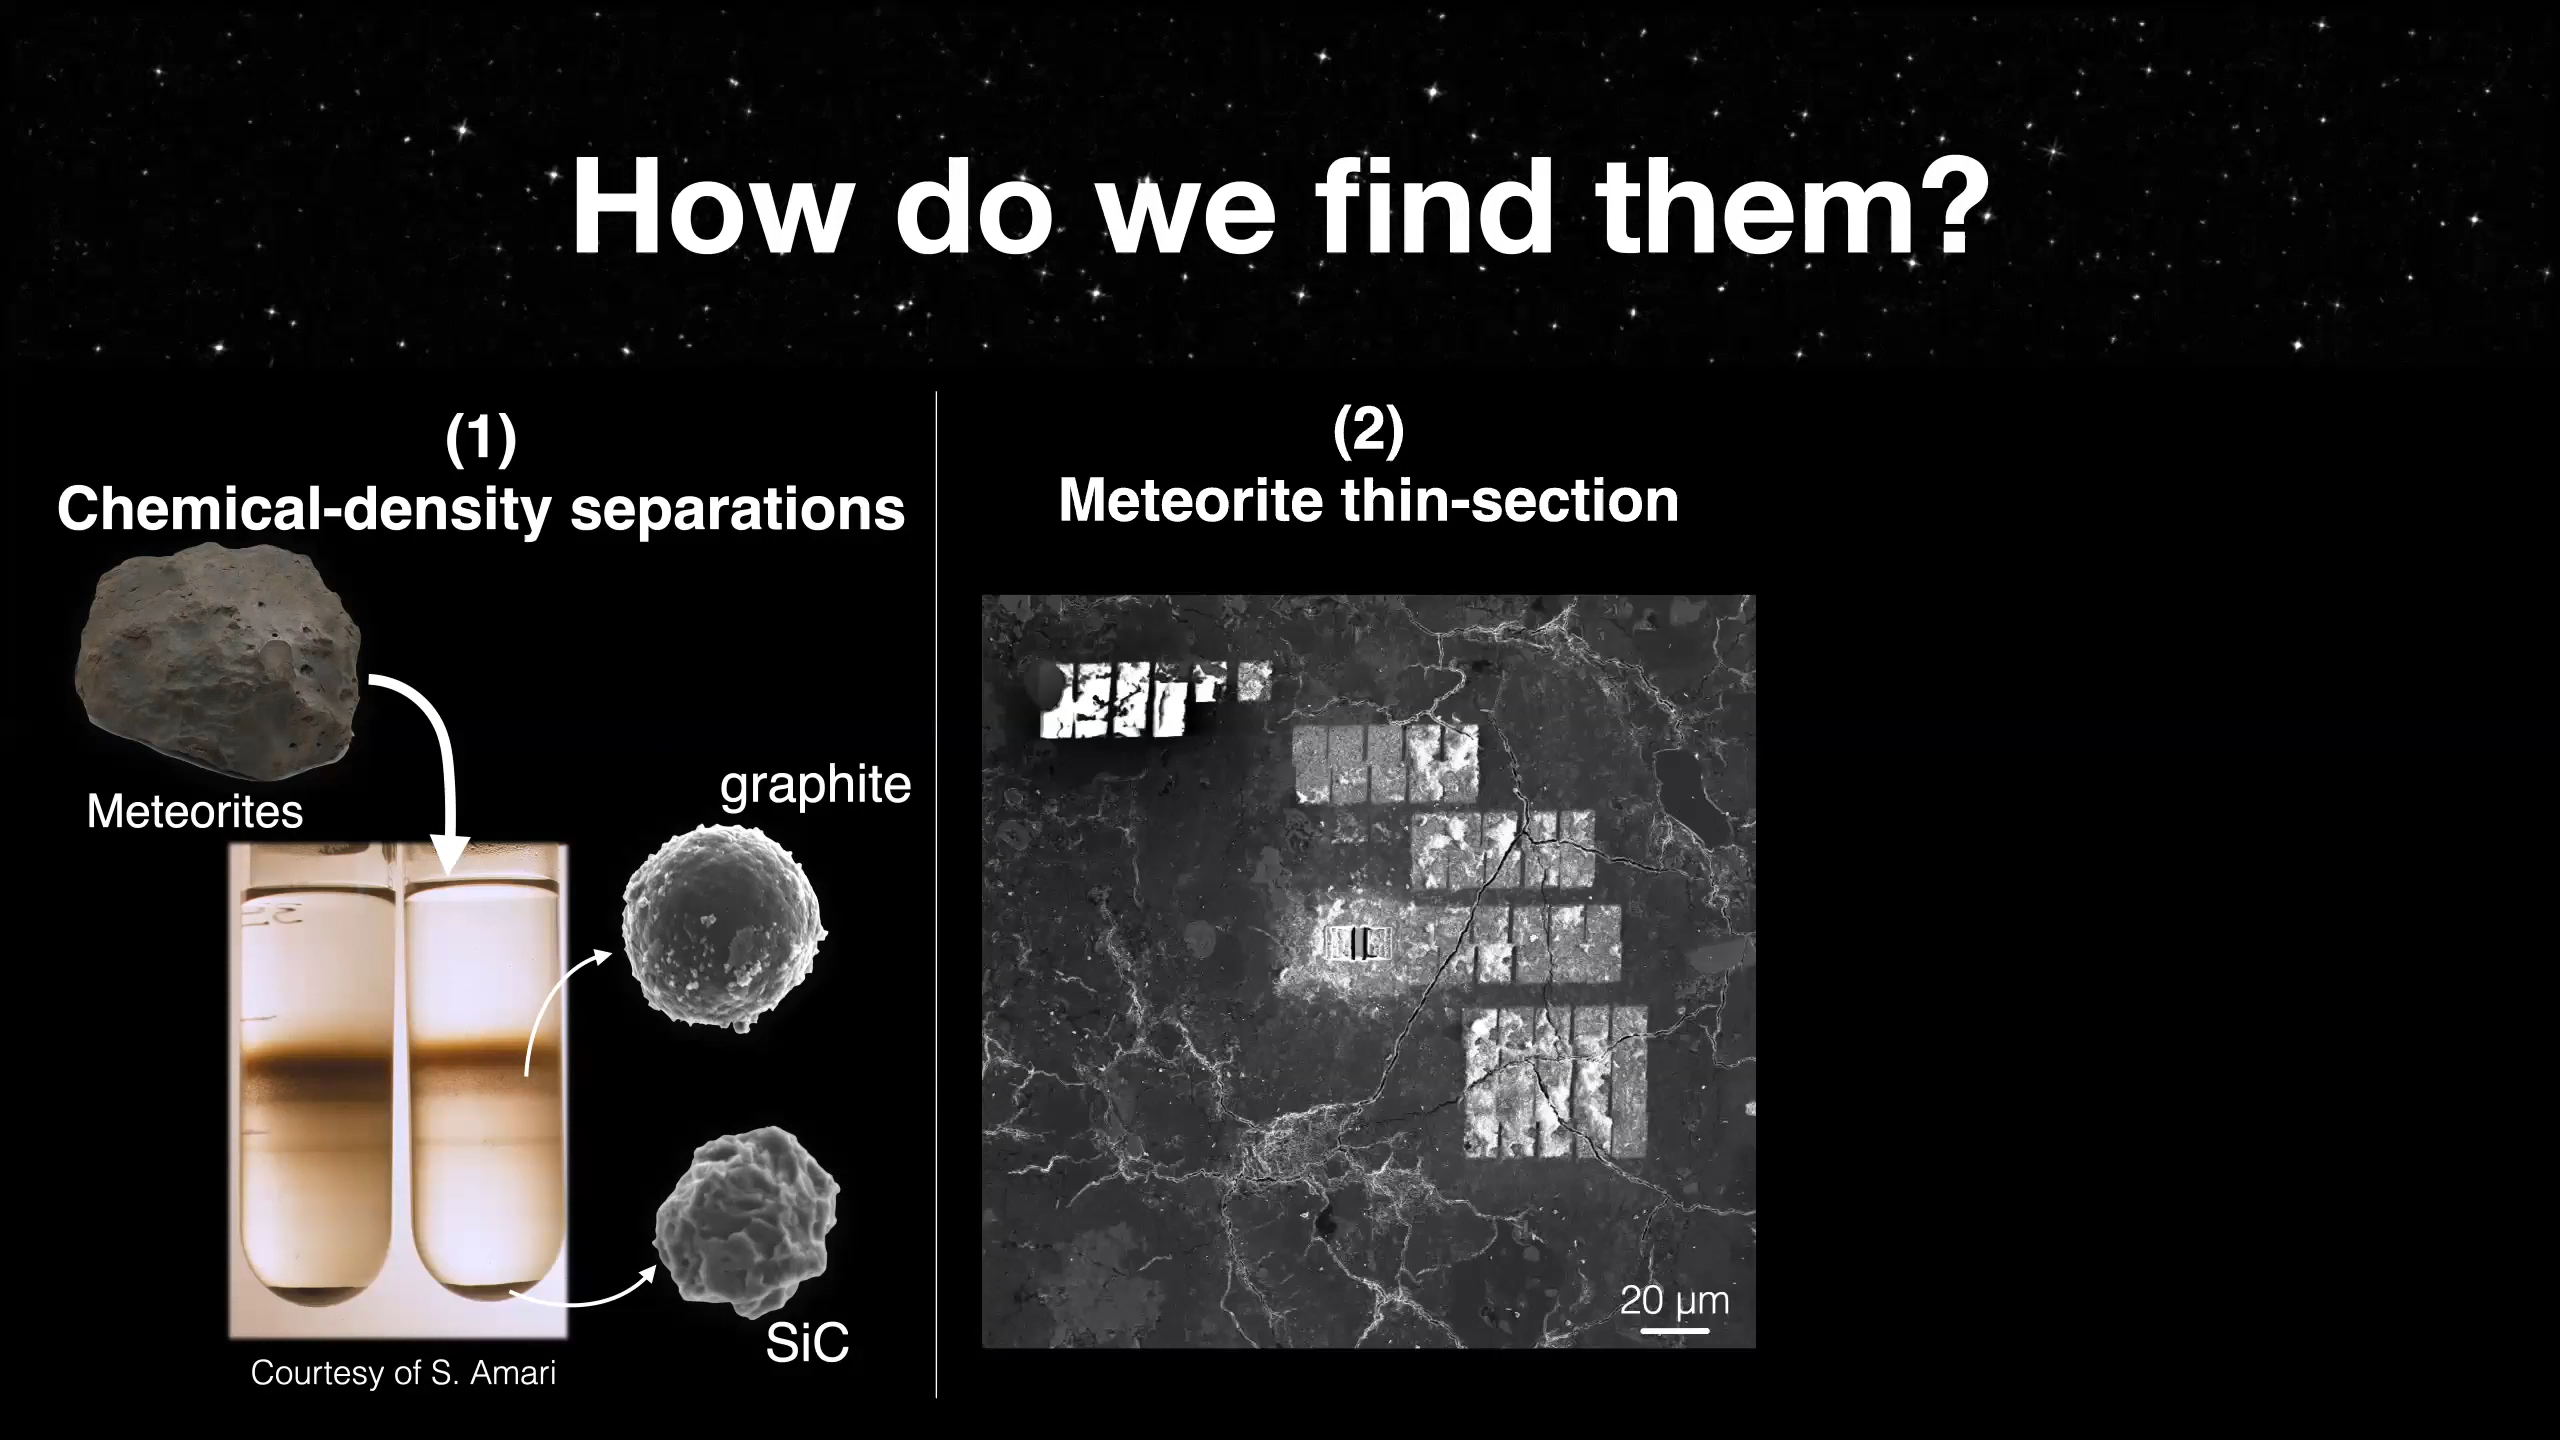 How do we find them?
(1)
Chemical-density separations
Meteorites
graphite
SiC
Courtesy of S. Amari
(2)
Meteorite thin-section
20 µm